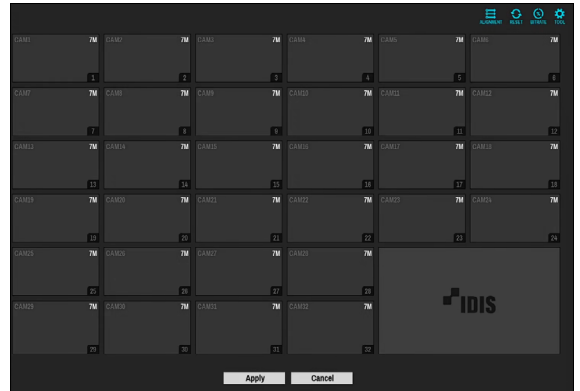 ALIGNMENT RESET BITRATE TOOL
CAM1 7M CAM2 7M CAM3 7M CAM4 7M CAM5 7M CAM6 7M
1 2 3 4 5 6
CAM7 7M CAM8 7M CAM9 7M CAM10 7M CAM11 7M CAM12 7M
7 8 9 10 11 12
CAM13 7M CAM14 7M CAM15 7M CAM16 7M CAM17 7M CAM18 7M
13 14 15 16 17 18
CAM19 7M CAM20 7M CAM21 7M CAM22 7M CAM23 7M CAM24 7M
19 20 21 22 23 24
CAM25 7M CAM26 7M CAM27 7M CAM28 7M
25 26 27 28
IDIS
CAM29 7M CAM30 7M CAM31 7M CAM32 7M
29 30 31 32
Apply Cancel